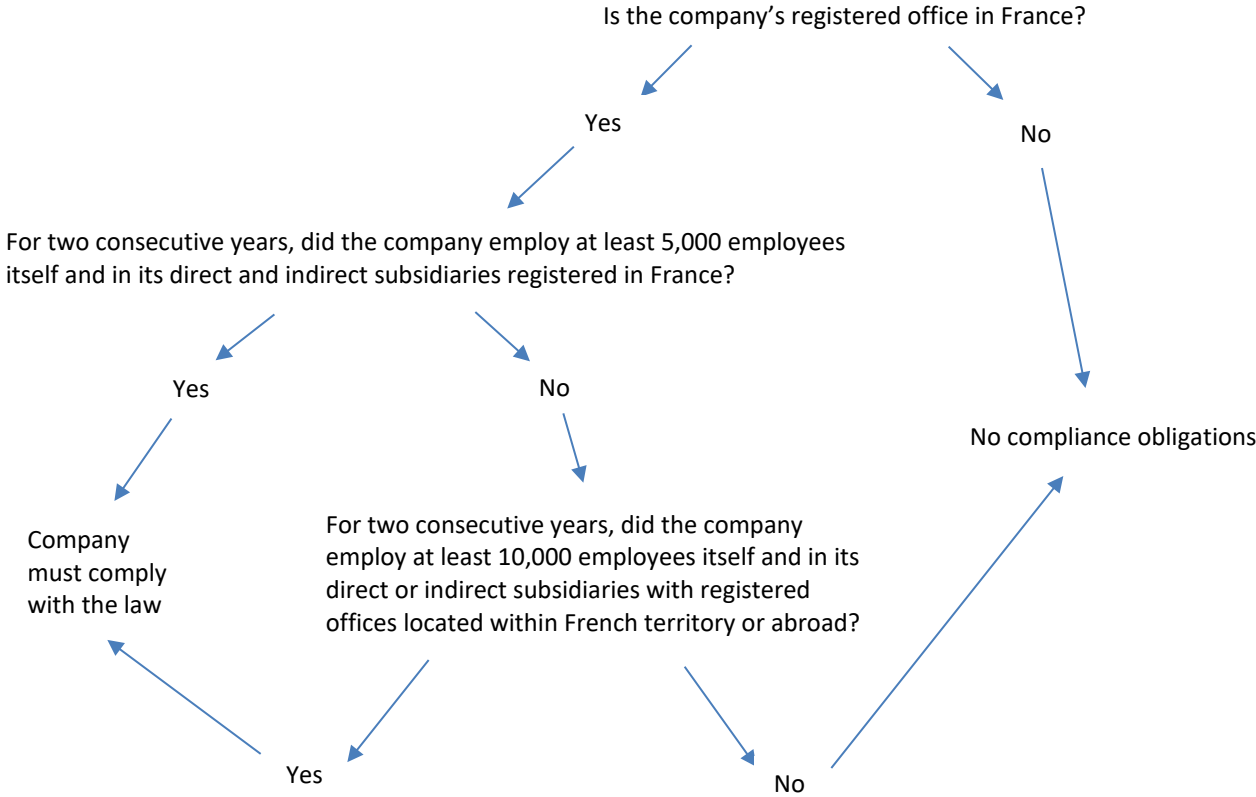 Is the company’s registered office in France?
Yes
No
For two consecutive years, did the company employ at least 5,000 employees
itself and in its direct and indirect subsidiaries registered in France?
Yes
No
No compliance obligations
Company
must comply
with the law
For two consecutive years, did the company
employ at least 10,000 employees itself and in its
direct or indirect subsidiaries with registered
offices located within French territory or abroad?
Yes
No